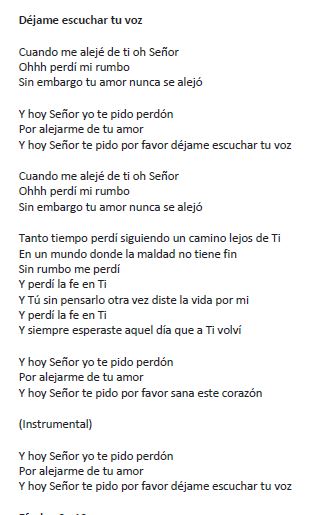 Déjame escuchar tu voz
Cuando me alejé de ti oh Señor
Ohhh perdí mi rumbo
Sin embargo tu amor nunca se alejó
Y hoy Señor yo te pido perdón
Por alejarme de tu amor
Y hoy Señor te pido por favor déjame escuchar tu voz
Cuando me alejé de ti oh Señor
Ohhh perdí mi rumbo
Sin embargo tu amor nunca se alejó
Tanto tiempo perdí siguiendo un camino lejos de Ti
En un mundo donde la maldad no tiene fin
Sin rumbo me perdí
Y perdí la fe en Ti
Y Tú sin pensarlo otra vez diste la vida por mi
Y perdí la fe en Ti
Y siempre esperaste aquel día que a Ti volví
Y hoy Señor yo te pido perdón
Por alejarme de tu amor
Y hoy Señor te pido por favor sana este corazón
(Instrumental)
Y hoy Señor yo te pido perdón
Por alejarme de tu amor
Y hoy Señor te pido por favor déjame escuchar tu voz